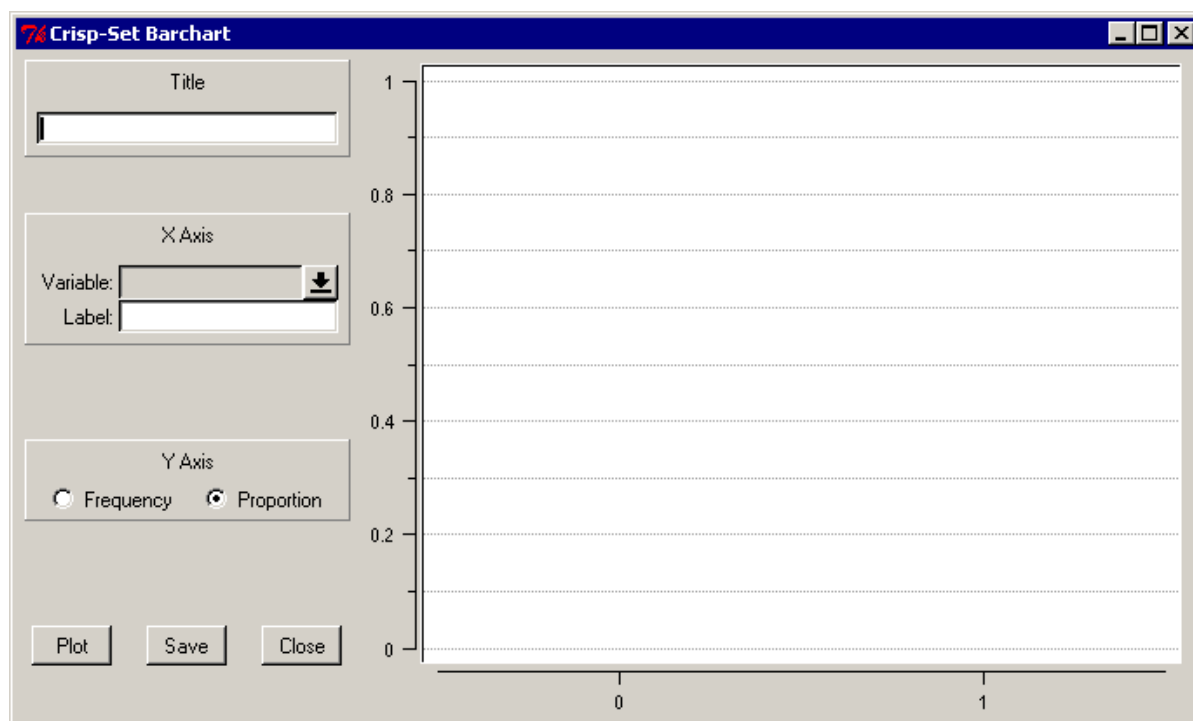 Crisp-Set Barchart
Title
X Axis
Variable:
Label:
Y Axis
Frequency Proportion
Plot Save Close
1
0.8
0.6
0.4
0.2
0
0 1